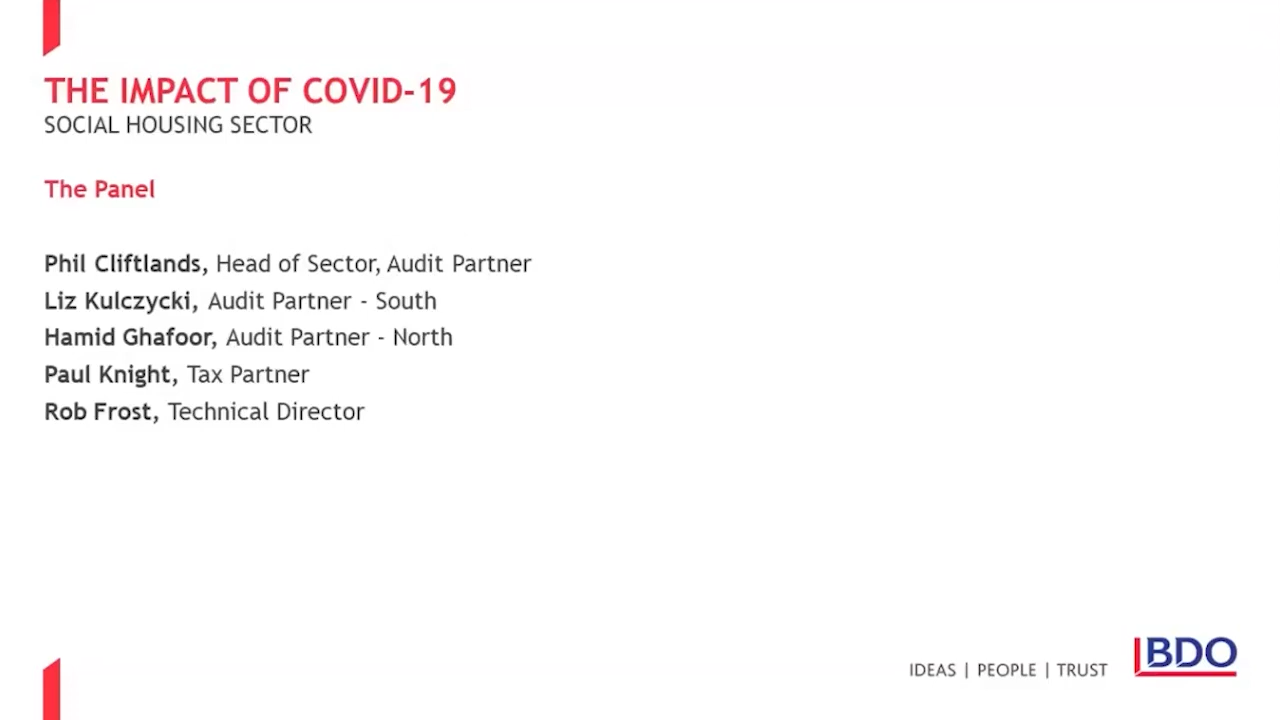 THE IMPACT OF COVID-19
SOCIAL HOUSING SECTOR
The Panel
Phil Cliftlands, Head of Sector, Audit Partner
Liz Kulczycki, Audit Partner - South
Hamid Ghafoor, Audit Partner - North
Paul Knight, Tax Partner
Rob Frost, Technical Director
IDEAS | PEOPLE | TRUST
BDO